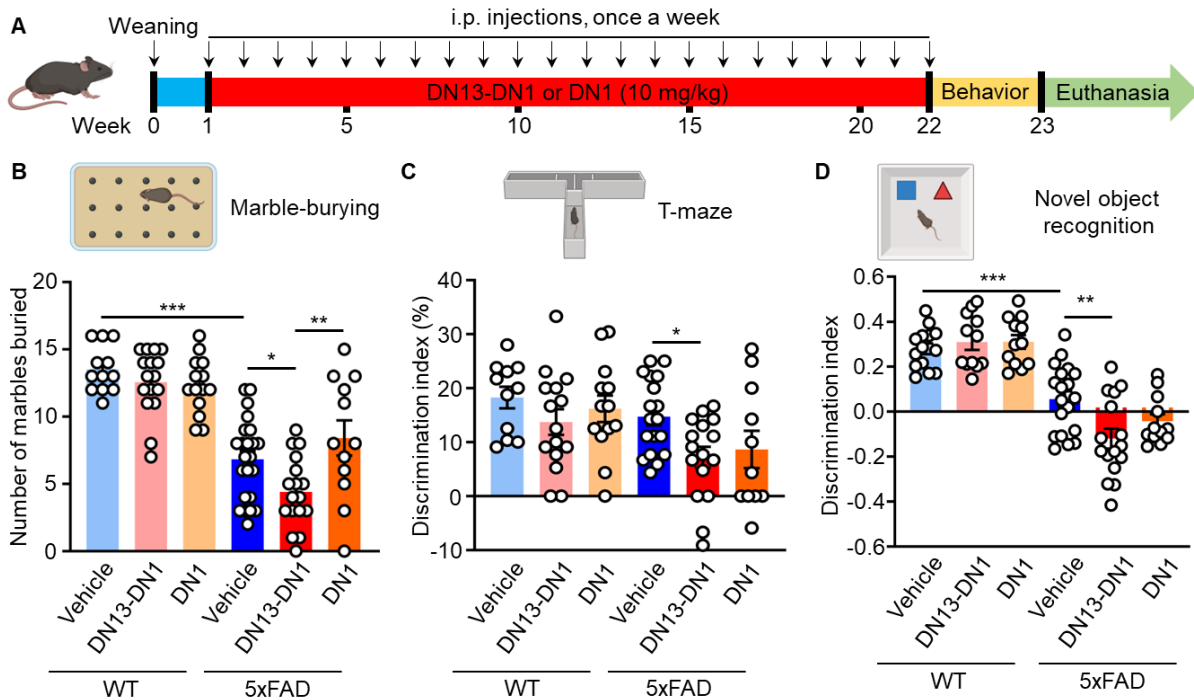 A
Weaning
i.p. injections, once a week
DN13-DN1 or DN1 (10 mg/kg)
Behavior
Euthanasia
Week
0 1 5 10 15 20 22 23
B
Marble-burying
Number of marbles buried
20
15
10
5
0
***
*
**
Vehicle
DN13-DN1
DN1
Vehicle
DN13-DN1
DN1
WT
5xFAD
C
T-maze
Discrimination index (%)
40
30
20
10
0
-10
*
Vehicle
DN13-DN1
DN1
Vehicle
DN13-DN1
DN1
WT
5xFAD
D
Novel object
recognition
Discrimination index
0.6
0.4
0.2
0.0
-0.2
-0.4
-0.6
***
**
Vehicle
DN13-DN1
DN1
Vehicle
DN13-DN1
DN1
WT
5xFAD